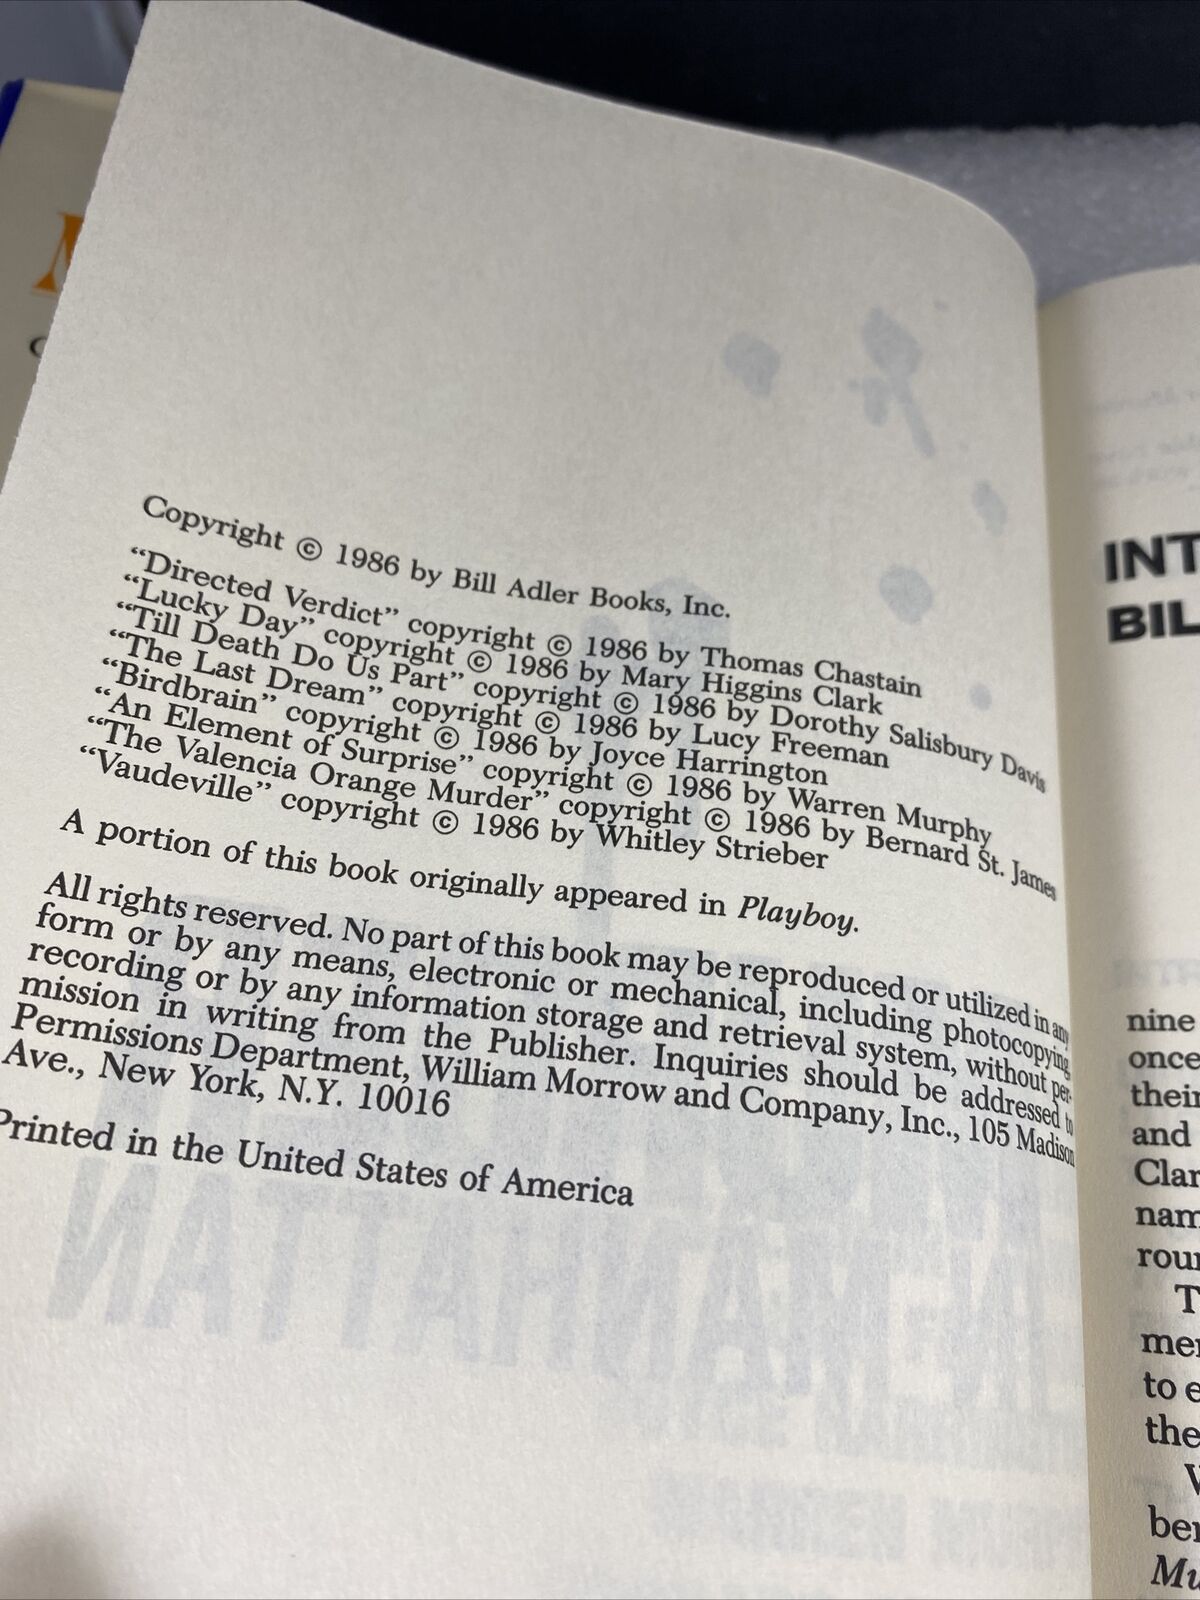 Copyright © 1986 by Bill Adler Books, Inc.
“Directed Verdict” copyright © 1986 by Thomas Chastain
“Lucky Day” copyright © 1986 by Mary Higgins Clark
“Till Death Do Us Part” copyright © 1986 by Dorothy Salisbury Davis
“The Last Dream” copyright © 1986 by Lucy Freeman
“Birdbrain” copyright © 1986 by Joyce Harrington
“An Element of Surprise” copyright © 1986 by Warren Murphy
“The Valencia Orange Murder” copyright © 1986 by Bernard St. James
“Vaudeville” copyright © 1986 by Whitley Strieber
A portion of this book originally appeared in Playboy.
All rights reserved. No part of this book may be reproduced or utilized in any
form or by any means, electronic or mechanical, including photocopying,
recording or by any information storage and retrieval system, without per-
mission in writing from the Publisher. Inquiries should be addressed to
Permissions Department, William Morrow and Company, Inc., 105 Madison
Ave., New York, N.Y. 10016
Printed in the United States of America
INT
BIL
nine
once
their
and
Clar
nam
rour
T
mer
to e
the
ber
Mu